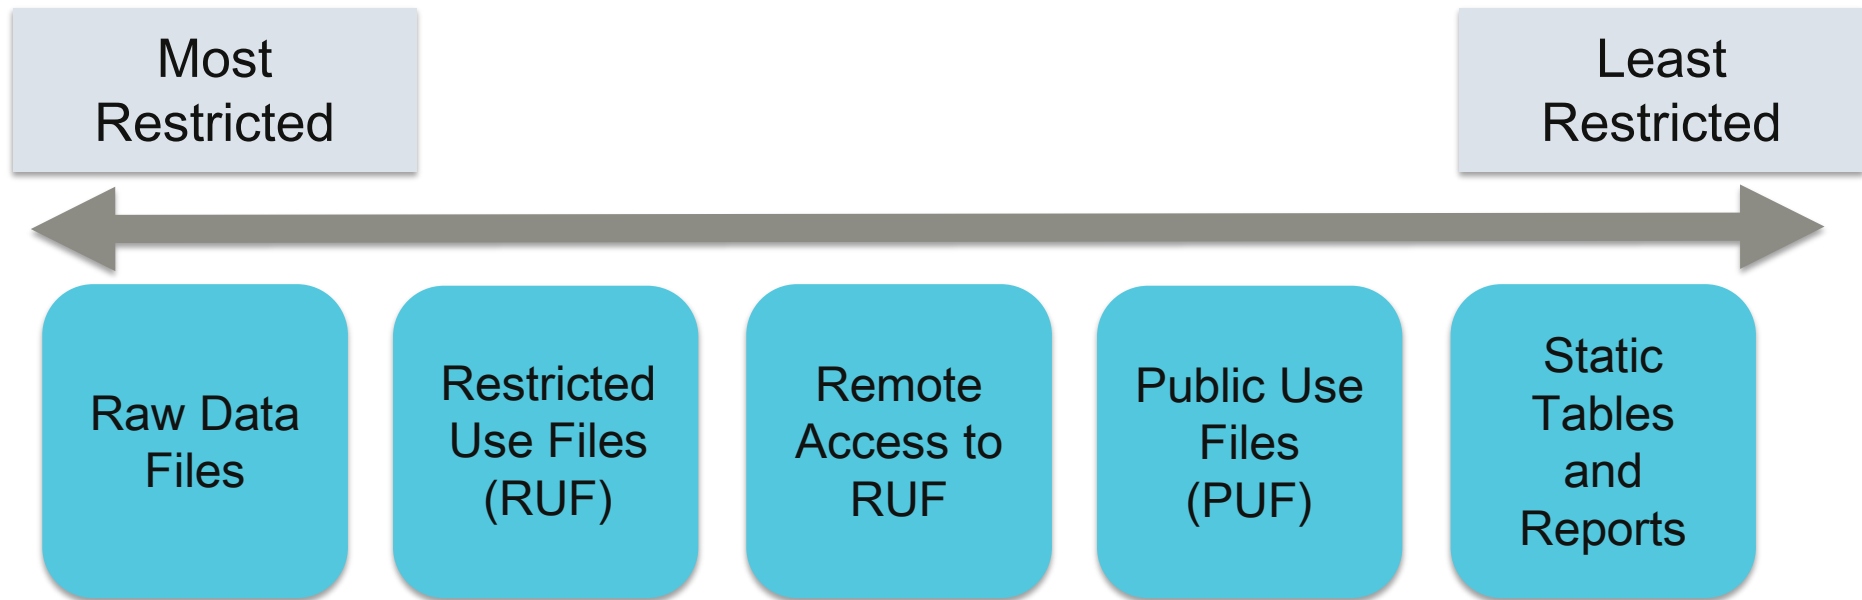 Most
Restricted
Least
Restricted
Raw Data
Files
Restricted
Use Files
(RUF)
Remote
Access to
RUF
Public Use
Files
(PUF)
Static
Tables
and
Reports